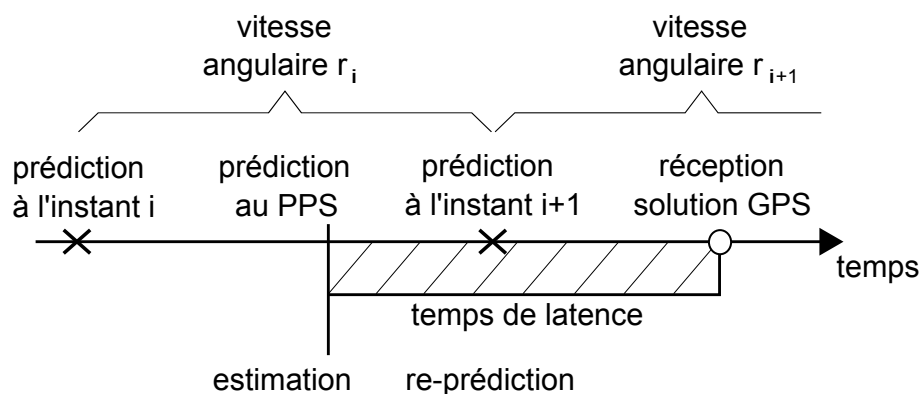 vitesse
angulaire r i
vitesse
angulaire r i+1
prédiction
à l'instant i
prédiction
au PPS
prédiction
à l'instant i+1
réception
solution GPS
temps
temps de latence
estimation
re-prédiction